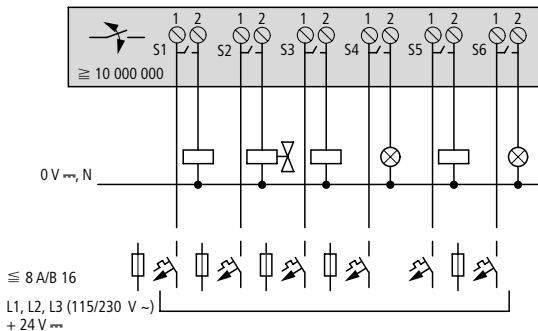 1 2 1 2 1 2 1 2 1 2 1 2
S1 S2 S3 S4 S5 S6
≧ 10 000 000
0 V ⎓, N
≦ 8 A/B 16
L1, L2, L3 (115/230 V ~)
+ 24 V ⎓